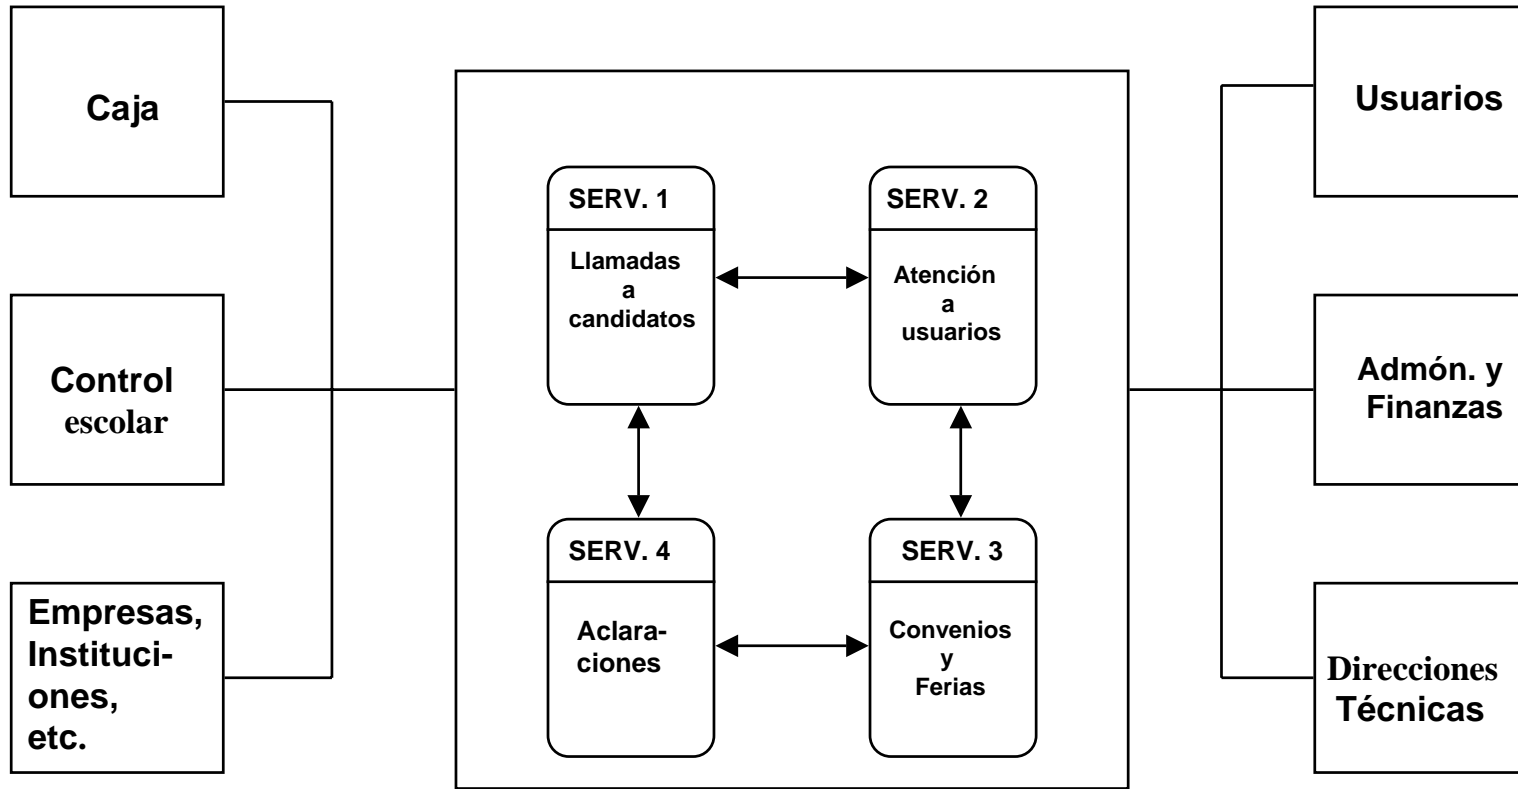 Caja
Control
escolar
Empresas,
Instituci-
ones,
etc.
SERV. 1
Llamadas
a
candidatos
SERV. 2
Atención
a
usuarios
SERV. 4
Aclara-
ciones
SERV. 3
Convenios
y
Ferias
Usuarios
Admón. y
Finanzas
Direcciones
Técnicas